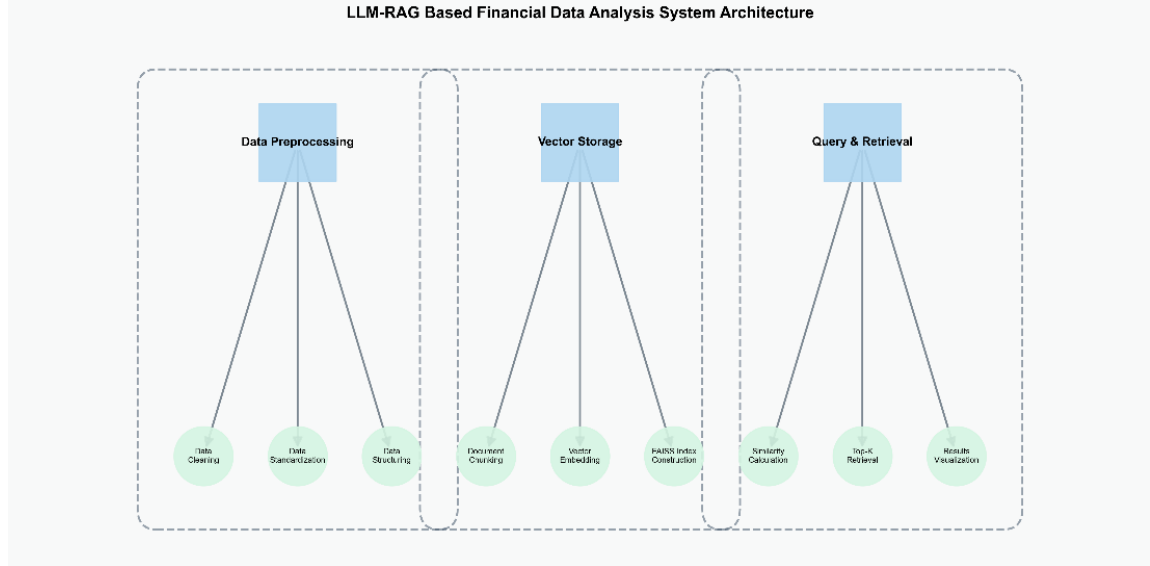 LLM-RAG Based Financial Data Analysis System Architecture
Data Preprocessing
Vector Storage
Query & Retrieval
Data
Cleaning
Data
Standardization
Data
Structuring
Document
Chunking
Vector
Embedding
FAISS Index
Construction
Similarity
Calculation
Top-K
Retrieval
Results
Visualization